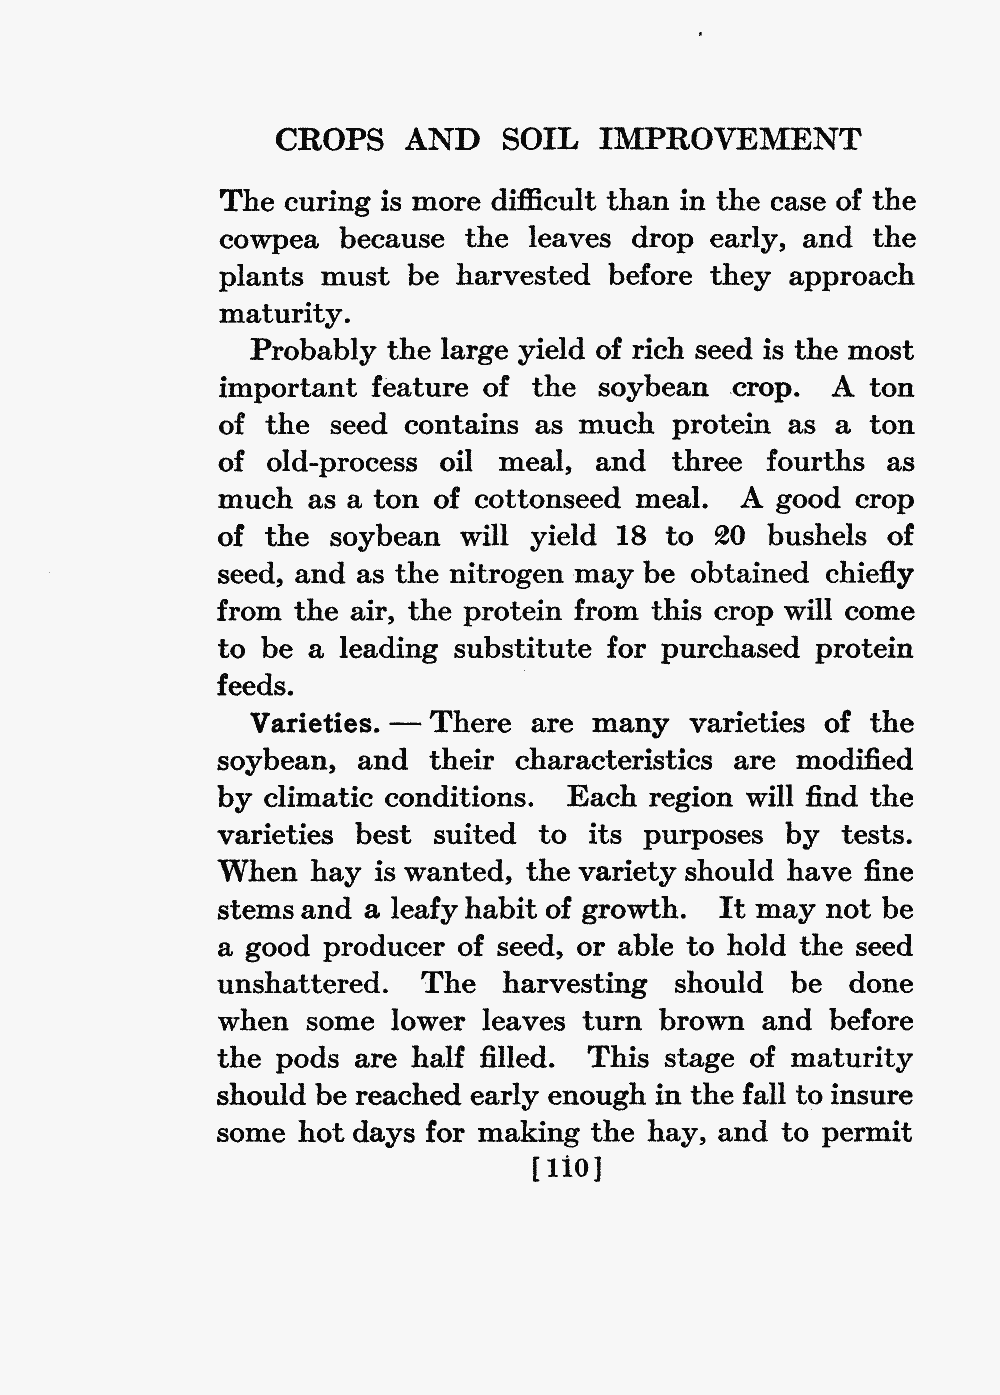 CROPS AND SOIL IMPROVEMENT
The curing is more difficult than in the case of the
cowpea because the leaves drop early, and the
plants must be harvested before they approach
maturity.
Probably the large yield of rich seed is the most
important feature of the soybean crop. A ton
of the seed contains as much protein as a ton
of old-process oil meal, and three fourths as
much as a ton of cottonseed meal. A good crop
of the soybean will yield 18 to 20 bushels of
seed, and as the nitrogen may be obtained chiefly
from the air, the protein from this crop will come
to be a leading substitute for purchased protein
feeds.
Varieties. — There are many varieties of the
soybean, and their characteristics are modified
by climatic conditions. Each region will find the
varieties best suited to its purposes by tests.
When hay is wanted, the variety should have fine
stems and a leafy habit of growth. It may not be
a good producer of seed, or able to hold the seed
unshattered. The harvesting should be done
when some lower leaves turn brown and before
the pods are half filled. This stage of maturity
should be reached early enough in the fall to insure
some hot days for making the hay, and to permit
[110]